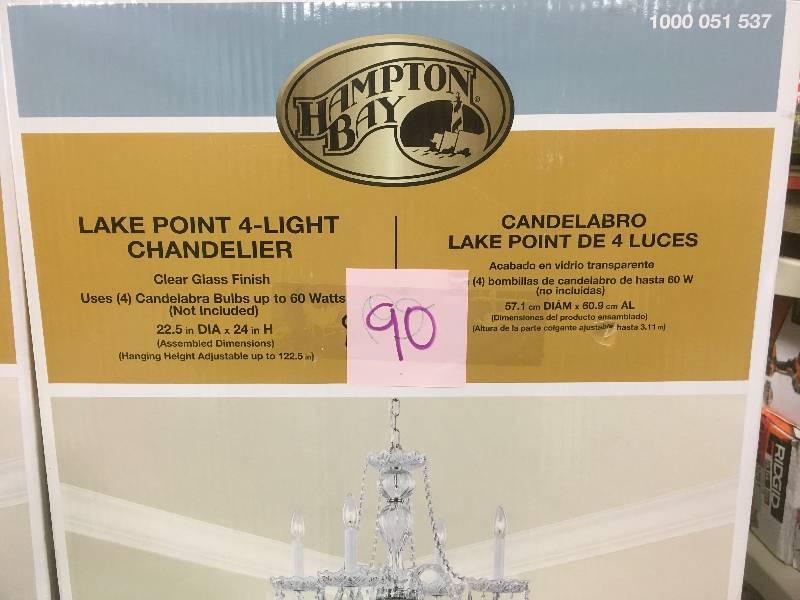 1000 051 537
HAMPTON
BAY
LAKE POINT 4-LIGHT
CHANDELIER
Clear Glass Finish
Uses (4) Candelabra Bulbs up to 60 Watts
(Not Included)
22.5 in DIA x 24 in H
(Assembled Dimensions)
(Hanging Height Adjustable up to 122.5 in)
CANDELABRO
LAKE POINT DE 4 LUCES
Acabado en vidrio transparente
(4) bombillas de candelabro de hasta 60 W
(no incluidas)
57.1 cm DIÁM x 60.9 cm AL
(Dimensiones del producto ensamblado)
(Altura de la parte colgante ajustable hasta 3.11 m)
90
RIDGID